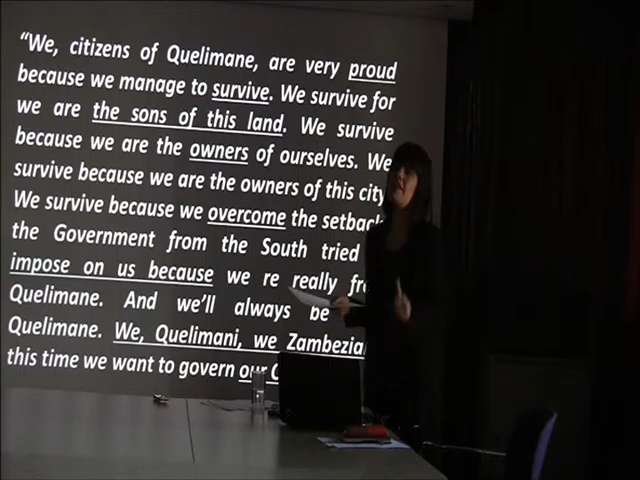 “We, citizens of Quelimane, are very proud
because we manage to survive. We survive for
we are the sons of this land. We survive
because we are the owners of ourselves. We
survive because we are the owners of this city
We survive because we overcome the setback
the Government from the South tried
impose on us because we re really
Quelimane. And we’ll always be
Quelimane. We, Quelimani, we Zambezia
this time we want to govern our